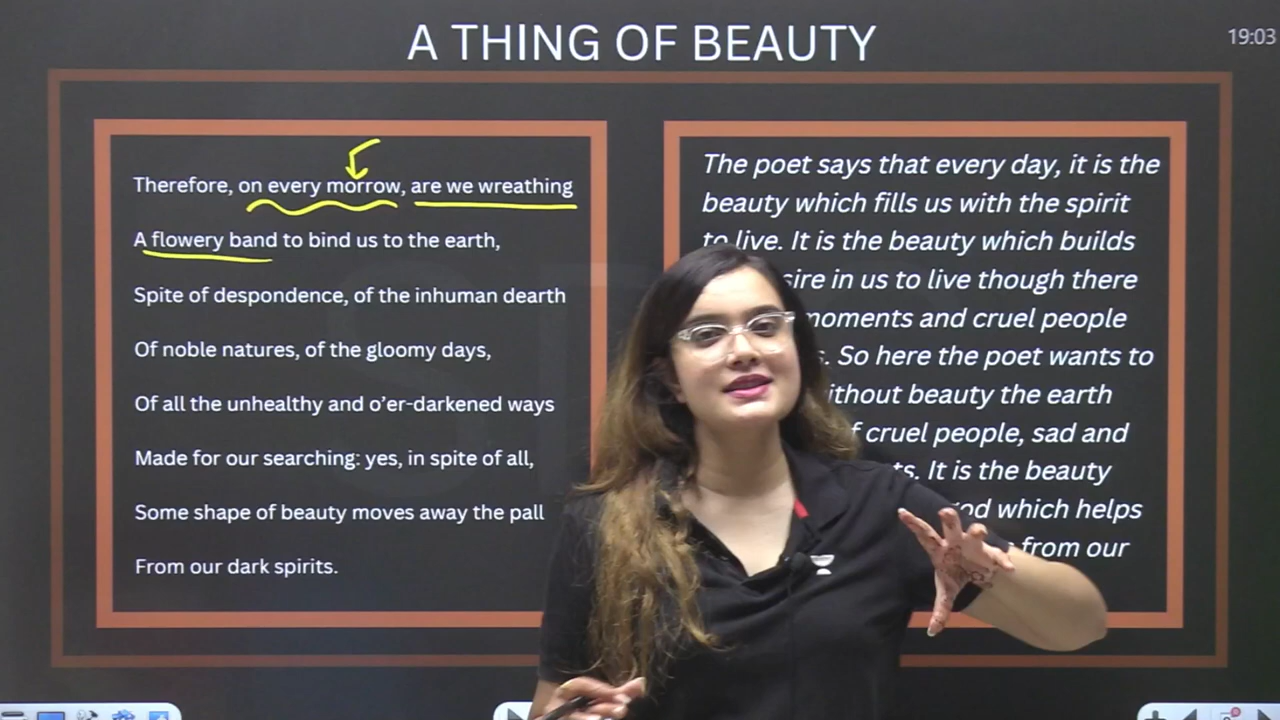 A THING OF BEAUTY
19:03
Therefore, on every morrow, are we wreathing
A flowery band to bind us to the earth,
Spite of despondence, of the inhuman dearth
Of noble natures, of the gloomy days,
Of all the unhealthy and o'er-darkened ways
Made for our searching: yes, in spite of all,
Some shape of beauty moves away the pall
From our dark spirits.
The poet says that every day, it is the
beauty which fills us with the spirit
to live. It is the beauty which builds
in us to live though there
moments and cruel people
So here the poet wants to
beauty the earth
cruel people, sad and
It is the beauty
which helps
from our